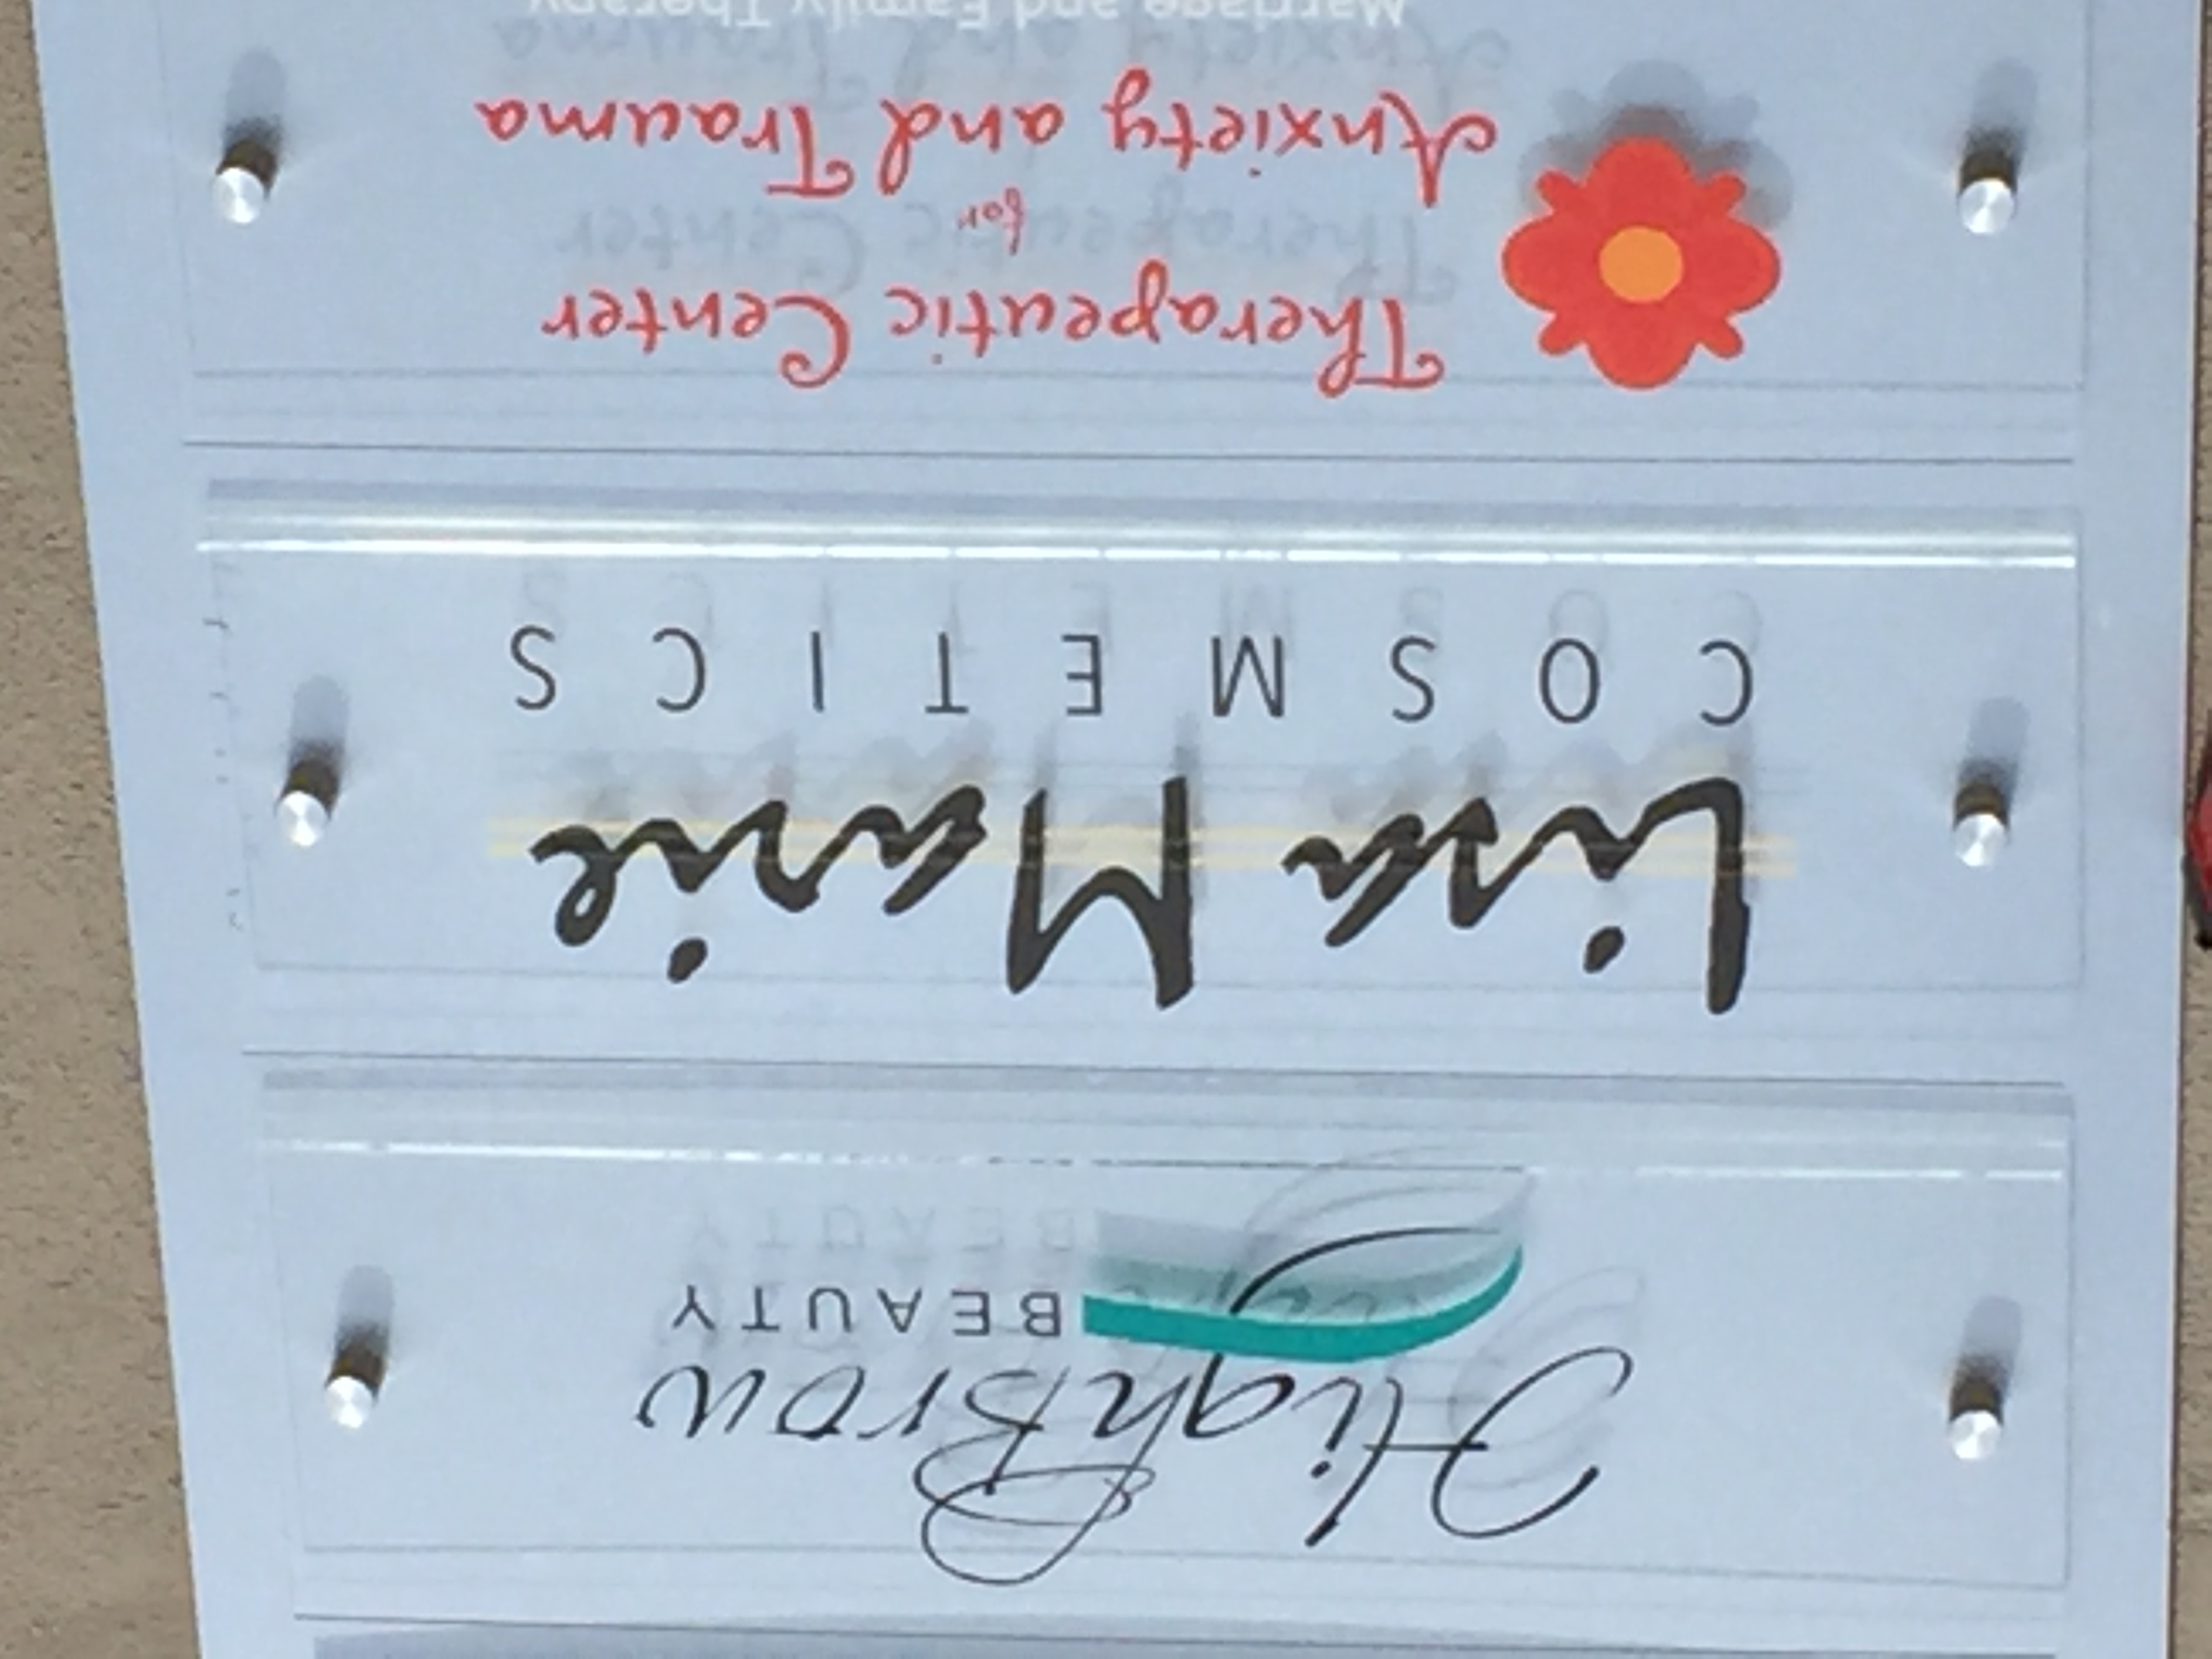 HighBrow
BEAUTY
Lisa Marie
COSMETICS
Therapeutic Center
for
Anxiety and Trauma
Marriage and Family Therapy